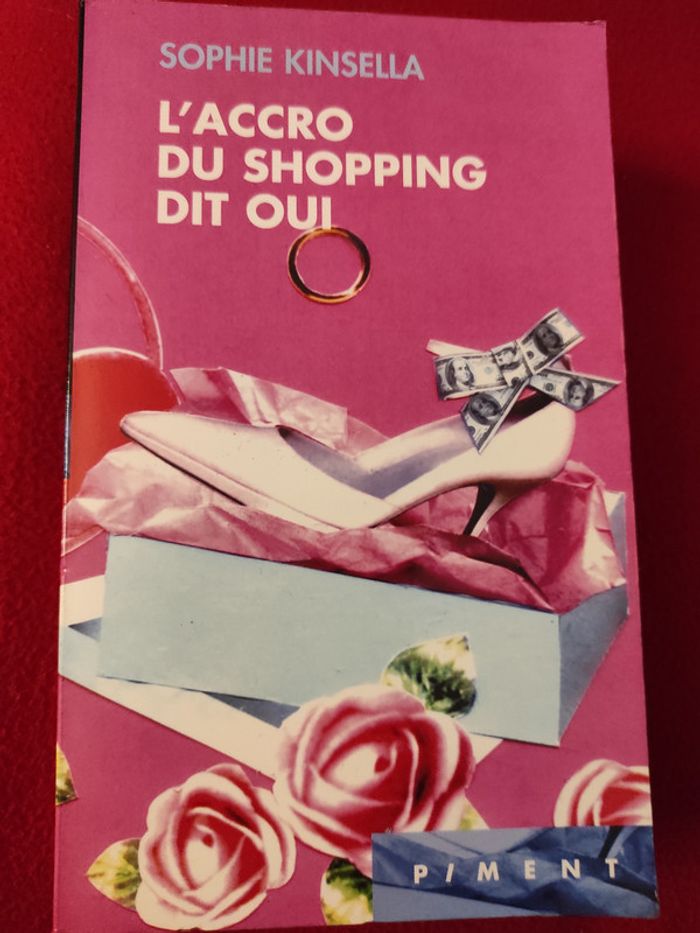 SOPHIE KINSELLA
L'ACCRO
DU SHOPPING
DIT OUI
PIMENT